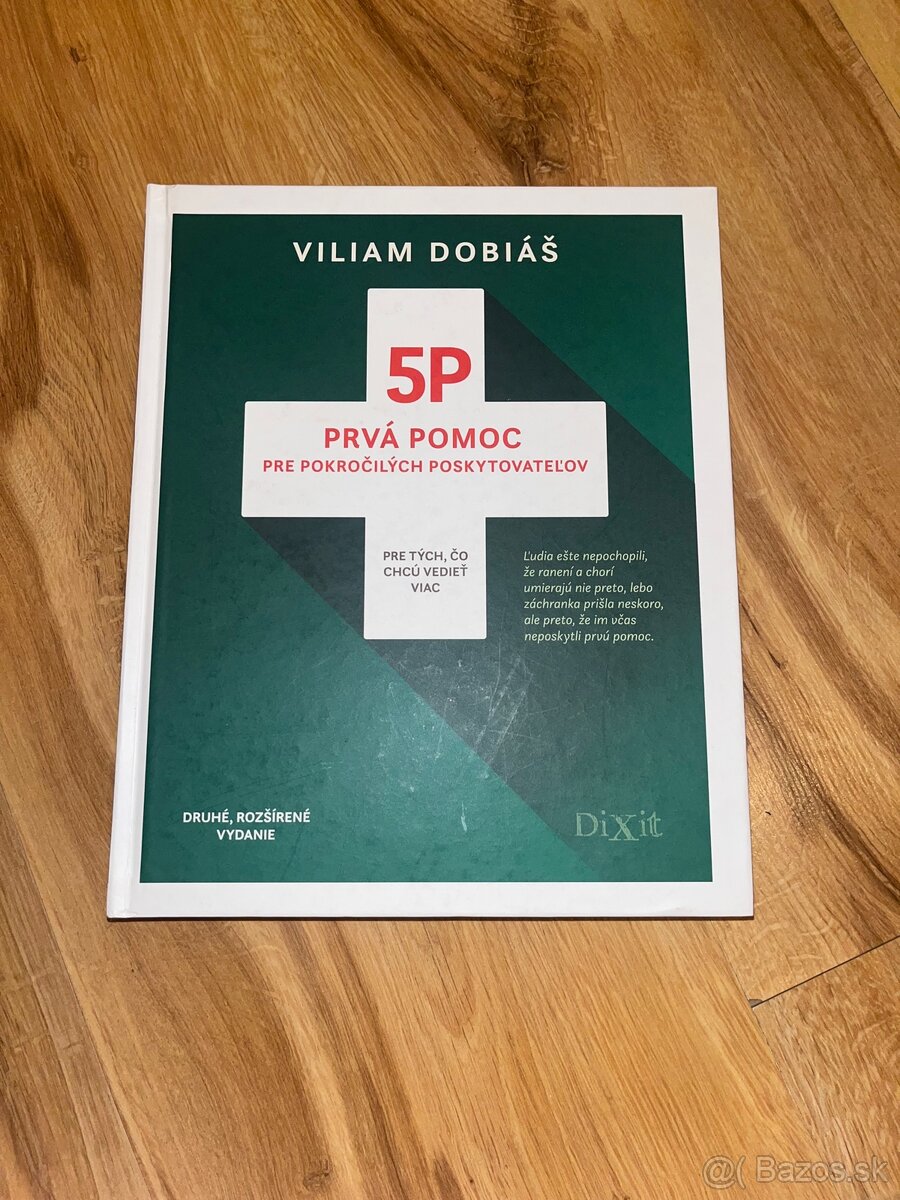 VILIAM DOBIÁŠ
5P
PRVÁ POMOC
PRE POKROČILÝCH POSKYTOVATEĽOV
PRE TÝCH, ČO
CHCÚ VEDIEŤ
VIAC
Ľudia ešte nepochopili,
že ranení a chorí
umierajú nie preto, lebo
záchranka prišla neskoro,
ale preto, že im včas
neposkytli prvú pomoc.
DRUHÉ, ROZŠÍRENÉ
VYDANIE
DiXit
@( Bazos.sk